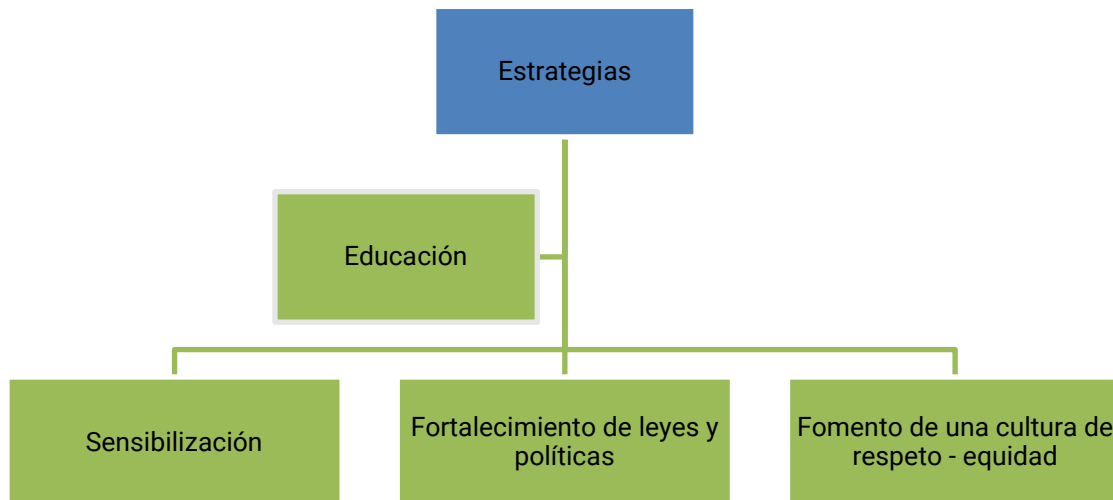 Estrategias
Educación
Sensibilización
Fortalecimiento de leyes y
políticas
Fomento de una cultura de
respeto - equidad